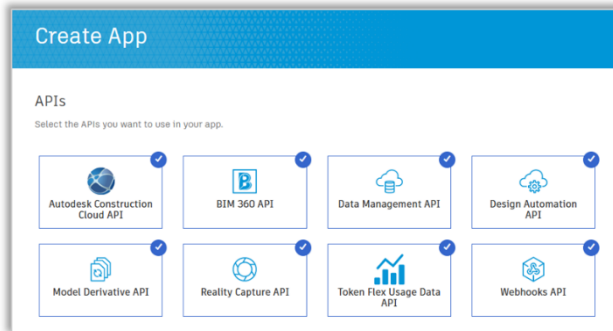 Create App
APIs
Select the APIs you want to use in your app.
Autodesk Construction
Cloud API
B
BIM 360 API
Data Management API
Design Automation
API
Model Derivative API
Reality Capture API
Token Flex Usage Data
API
Webhooks API